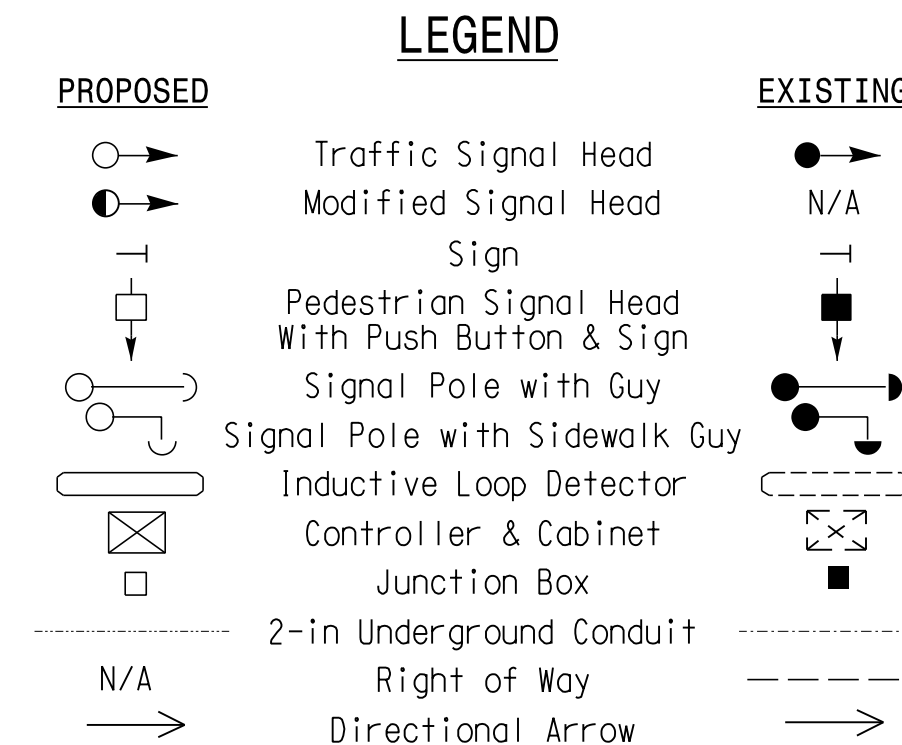 LEGEND
PROPOSED EXISTING
Traffic Signal Head
Modified Signal Head N/A
Sign
Pedestrian Signal Head
With Push Button & Sign
Signal Pole with Guy
Signal Pole with Sidewalk Guy
Inductive Loop Detector
Controller & Cabinet
Junction Box
2-in Underground Conduit
N/A Right of Way
Directional Arrow